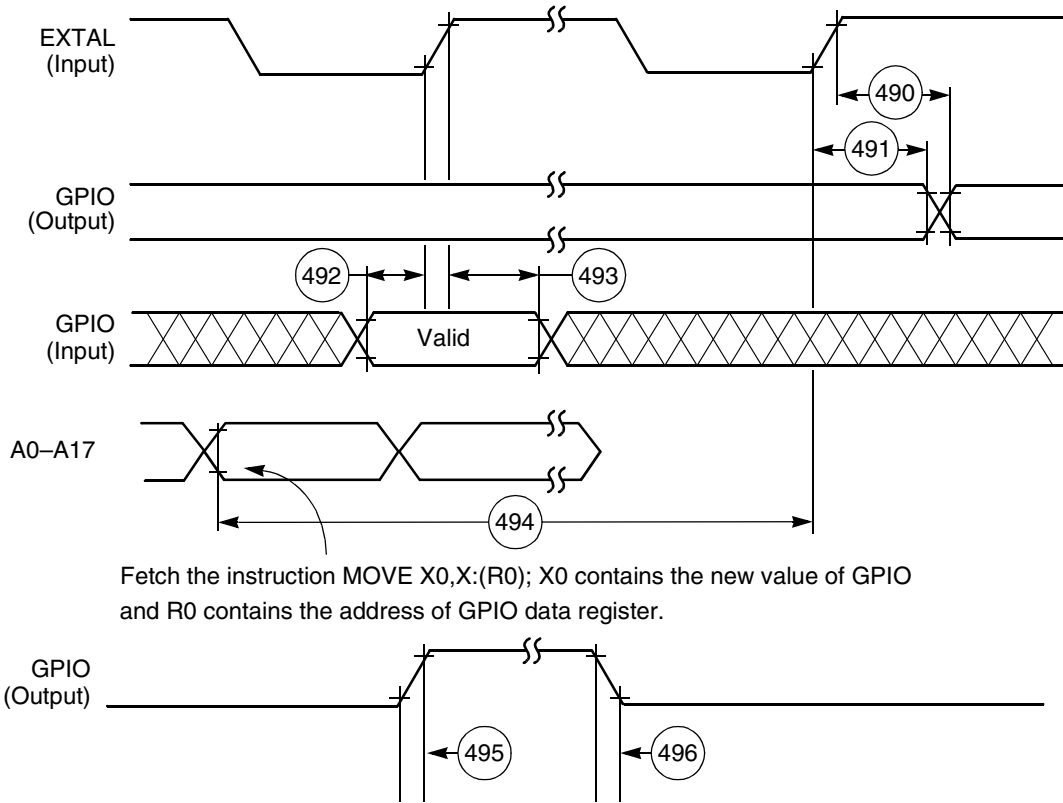 EXTAL
(Input)
490
491
GPIO
(Output)
492
493
GPIO
(Input)
Valid
A0–A17
494
Fetch the instruction MOVE X0,X:(R0); X0 contains the new value of GPIO
and R0 contains the address of GPIO data register.
GPIO
(Output)
495
496